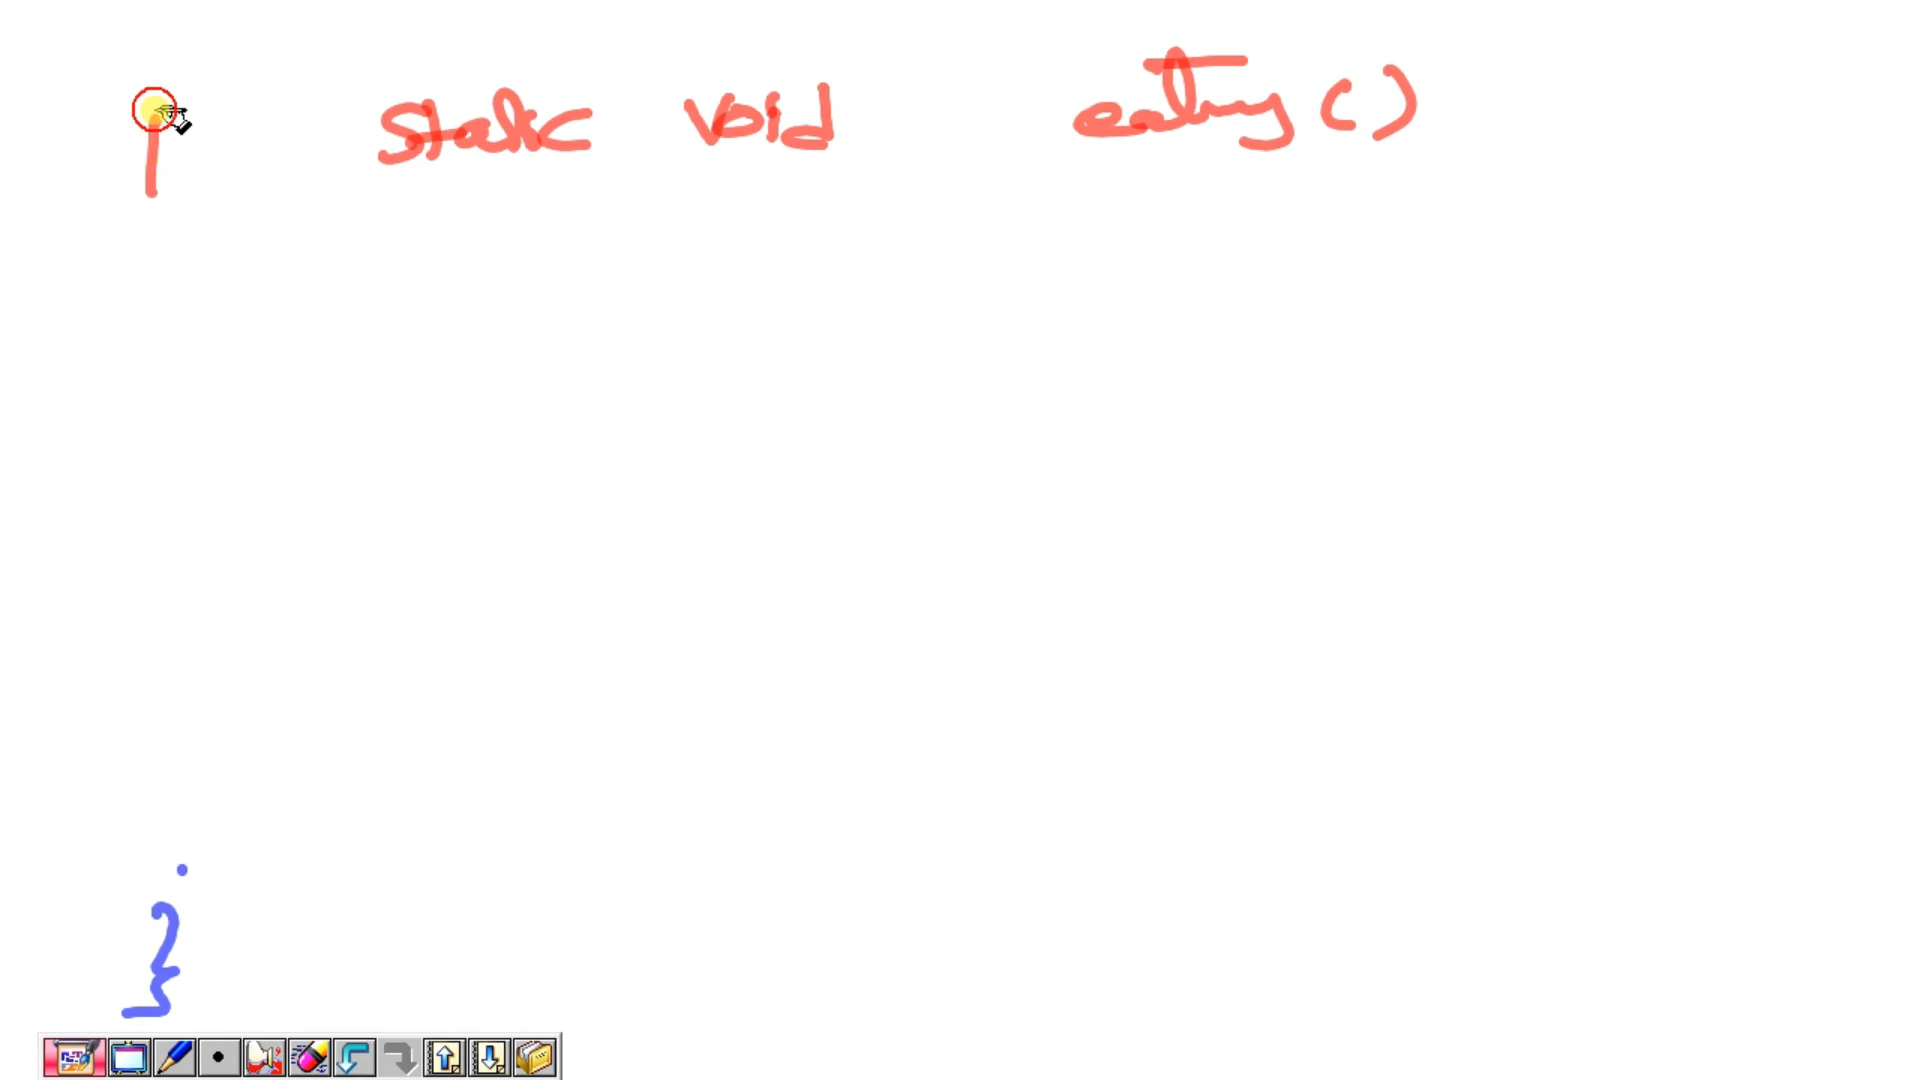 static void eating()
}